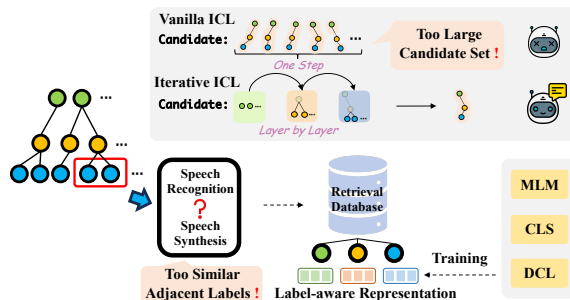 Vanilla ICL
Candidate:
...
Too Large
Candidate Set !
One Step
Iterative ICL
Candidate:
...
...
...
Layer by Layer
...
...
...
Speech
Recognition
?
Speech
Synthesis
Too Similar
Adjacent Labels !
Retrieval
Database
Label-aware Representation
Training
MLM
CLS
DCL